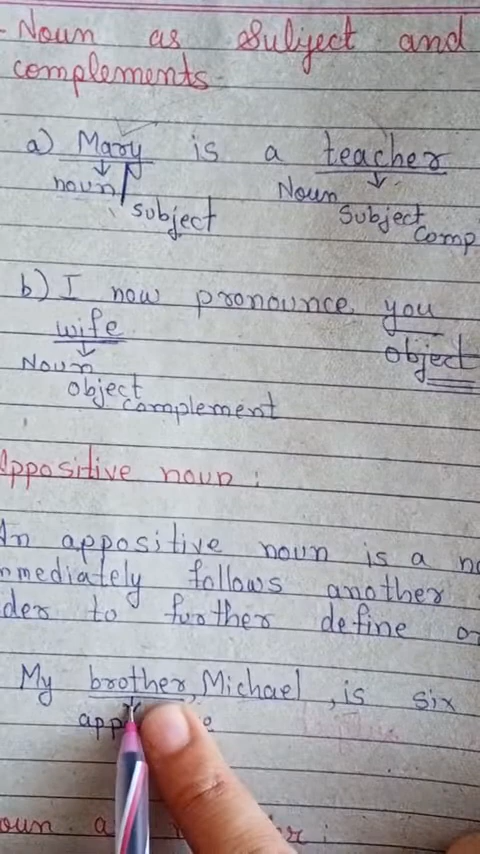 Noun as subject and
complements
a) Mary is a teacher
noun Noun
subject Subject
comp
b) I now pronounce you
wife object
Noun
object
complement
Appositive noun :
An appositive noun is a
mmediately follows another
der to further define
My brother, Michael, is six
app
oun a